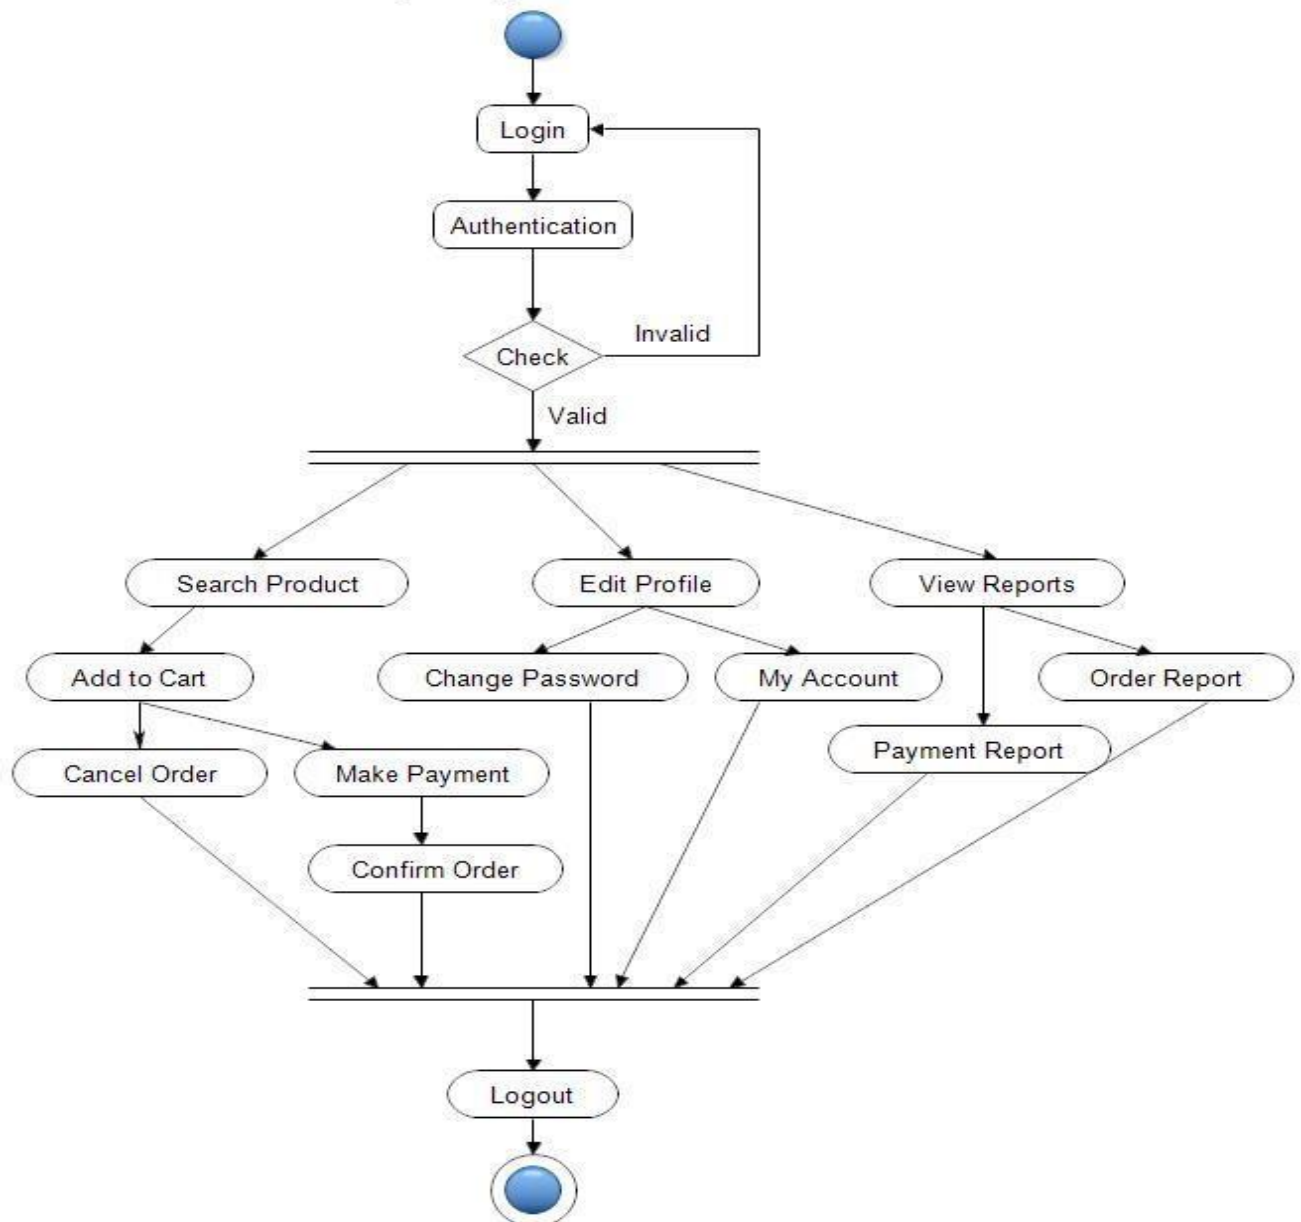 Login
Authentication
Invalid
Check
Valid
Search Product
Edit Profile
View Reports
Add to Cart
Change Password
My Account
Order Report
Payment Report
Cancel Order
Make Payment
Confirm Order
Logout